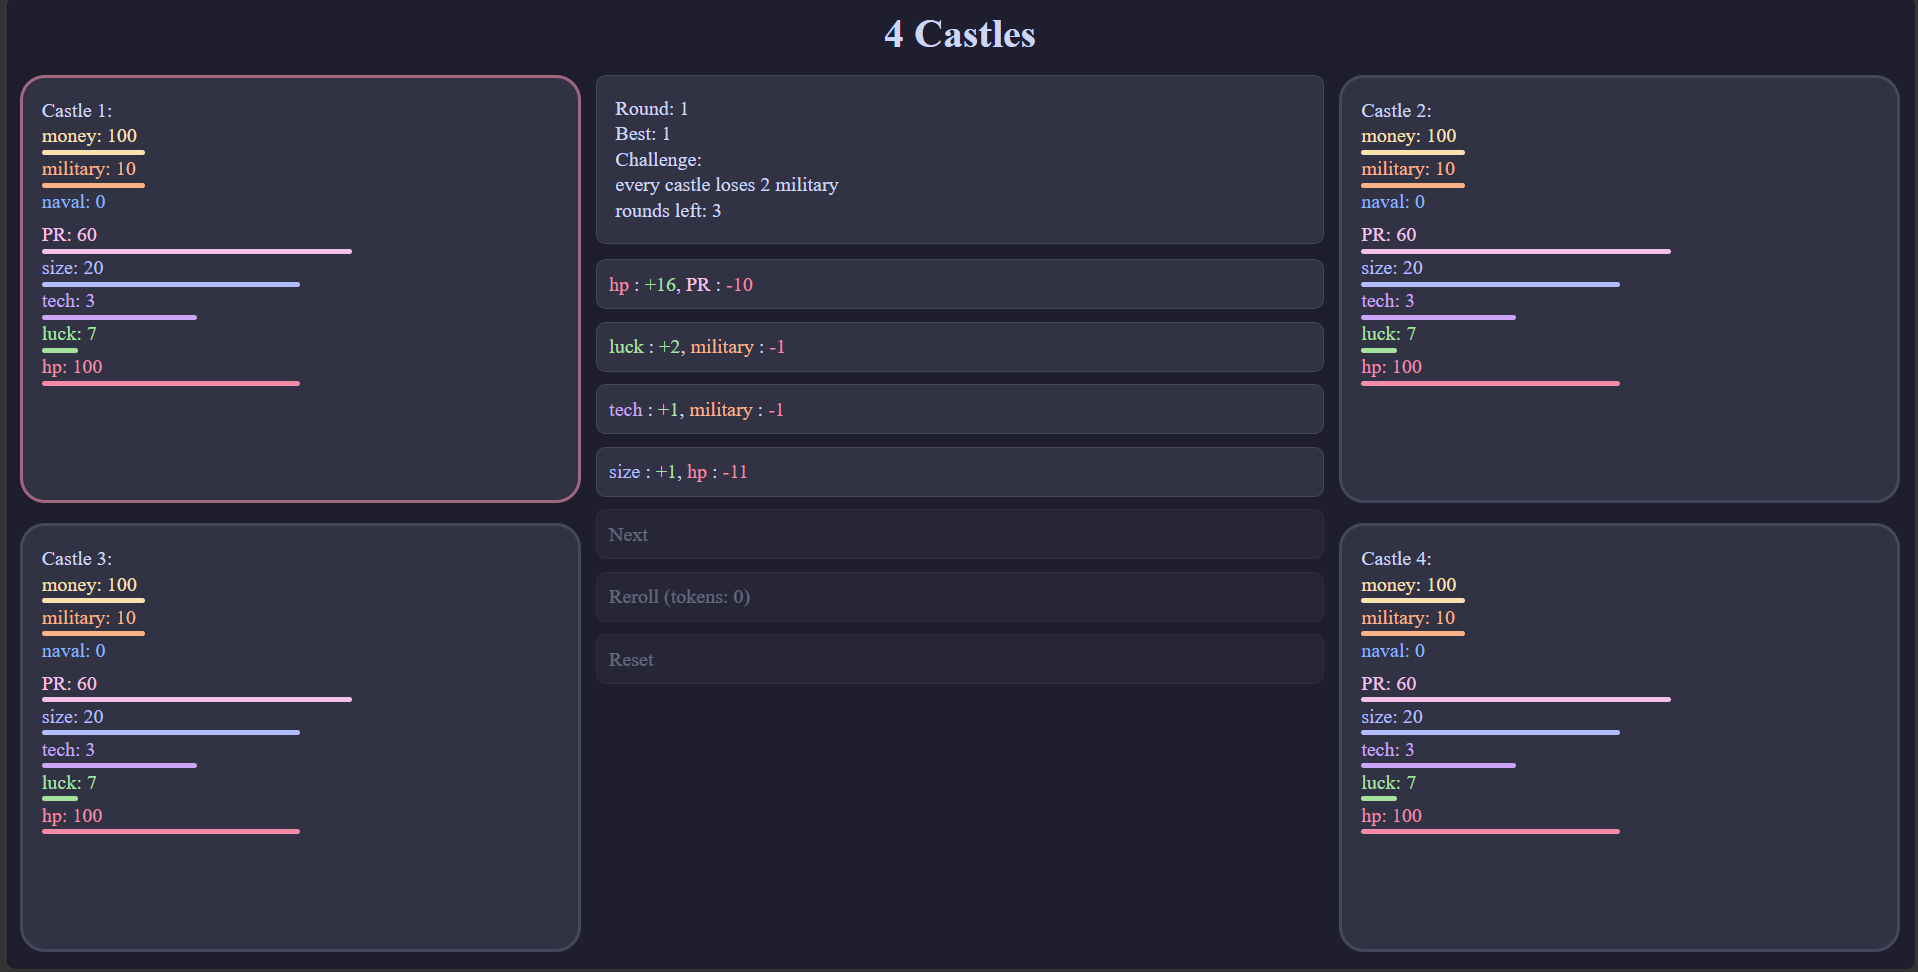 4 Castles
Castle 1:
money: 100
military: 10
naval: 0
PR: 60
size: 20
tech: 3
luck: 7
hp: 100
Round: 1
Best: 1
Challenge:
every castle loses 2 military
rounds left: 3
hp : +16, PR : -10
luck : +2, military : -1
tech : +1, military : -1
size : +1, hp : -11
Next
Reroll (tokens: 0)
Reset
Castle 2:
money: 100
military: 10
naval: 0
PR: 60
size: 20
tech: 3
luck: 7
hp: 100
Castle 3:
money: 100
military: 10
naval: 0
PR: 60
size: 20
tech: 3
luck: 7
hp: 100
Castle 4:
money: 100
military: 10
naval: 0
PR: 60
size: 20
tech: 3
luck: 7
hp: 100